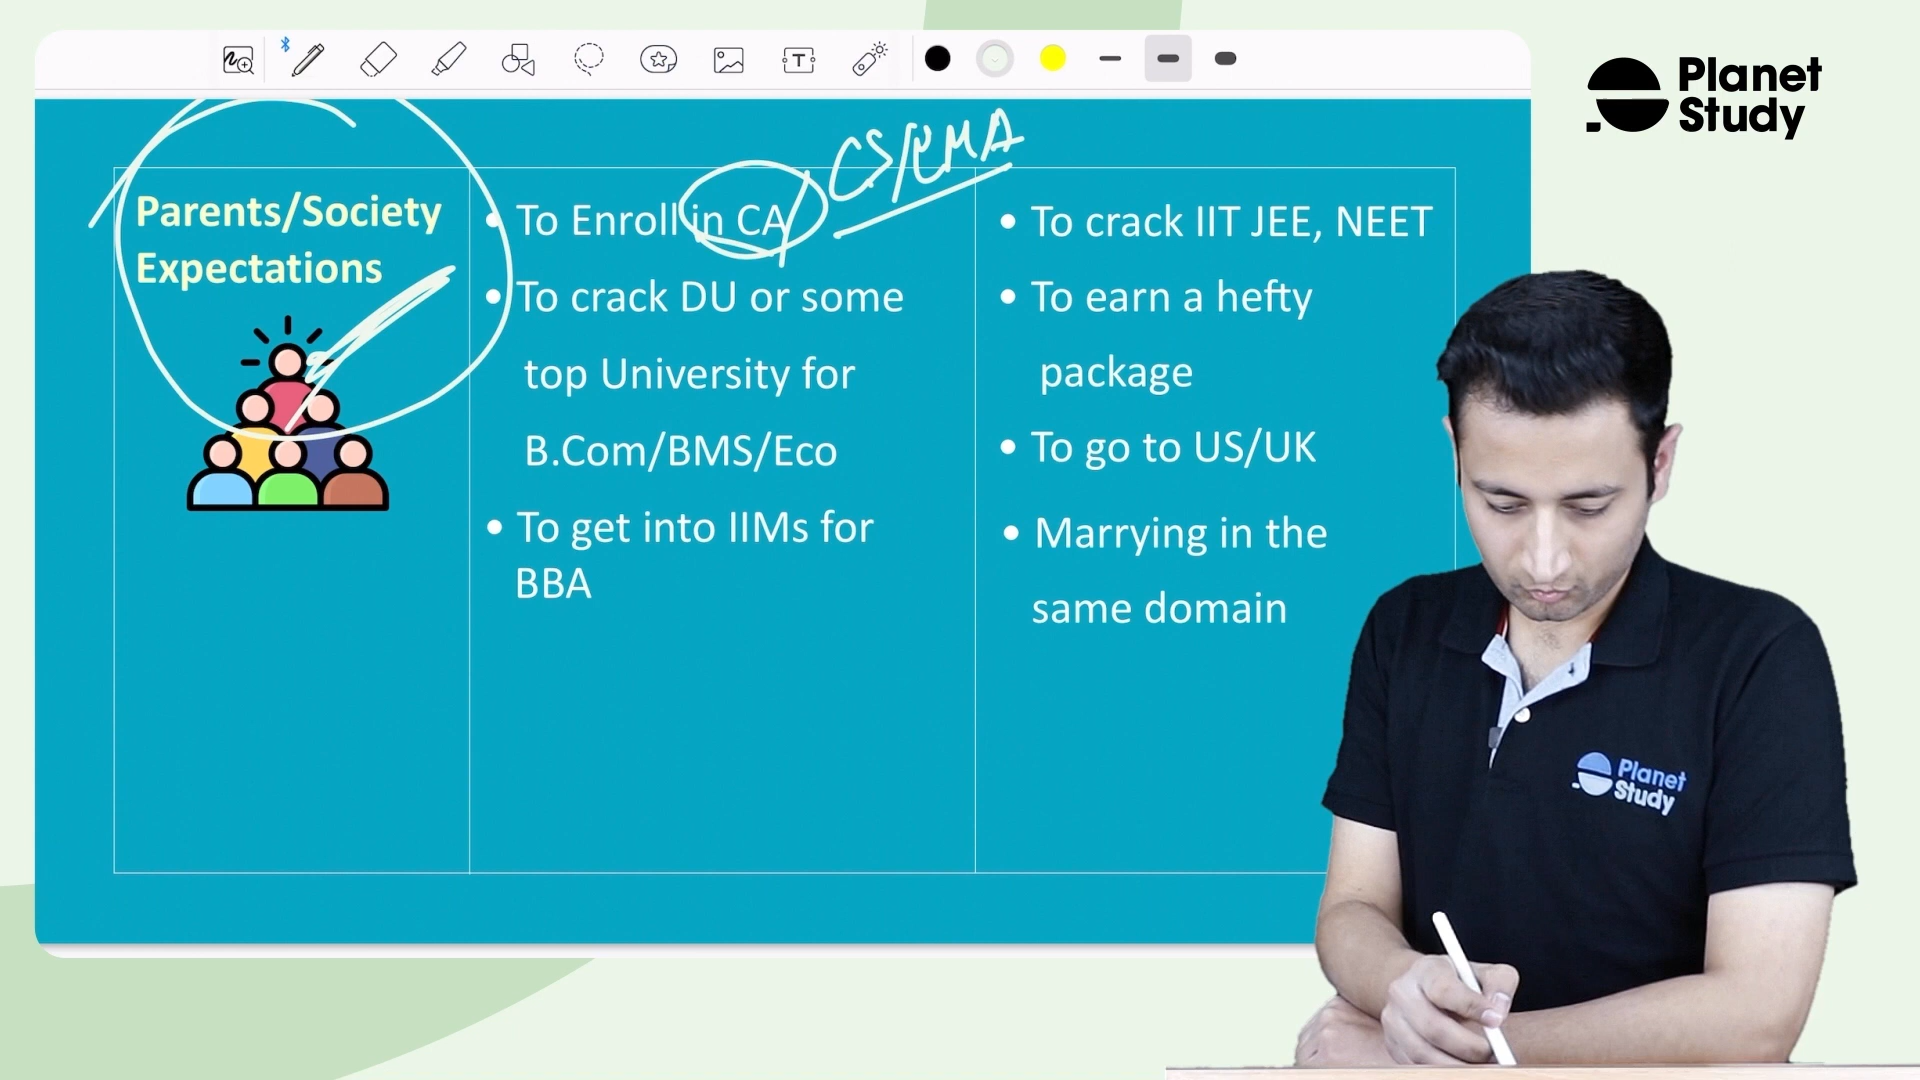 Planet
Study
CS/CMA
Parents/Society
Expectations
• To Enroll in CA/
• To crack DU or some
top University for
B.Com/BMS/Eco
• To get into IIMs for
BBA
• To crack IIT JEE, NEET
• To earn a hefty
package
• To go to US/UK
• Marrying in the
same domain
Planet
Study